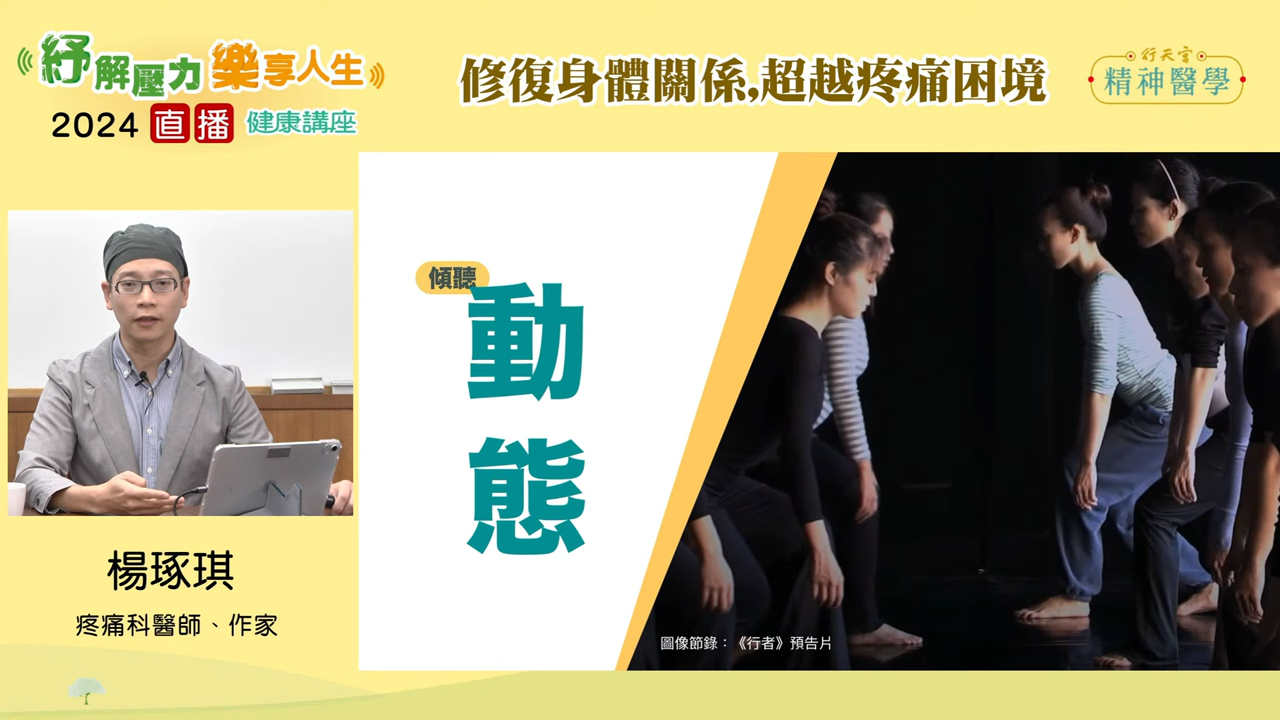 紓解壓力 樂享人生
2024 直播 健康講座
修復身體關係,超越疼痛困境
行天宮
精神醫學
傾聽
動
態
楊琢琪
疼痛科醫師、作家
圖像節錄：《行者》預告片